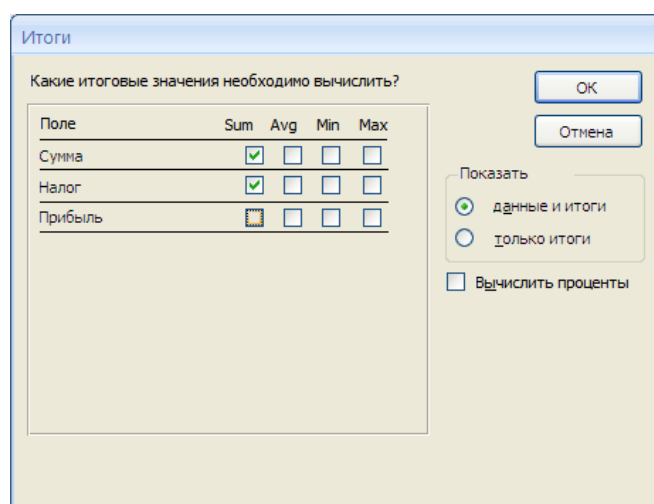 Итоги
Какие итоговые значения необходимо вычислить?
Поле Sum Avg Min Max
Сумма
Налог
Прибыль
OK
Отмена
Показать
данные и итоги
только итоги
Вычислить проценты